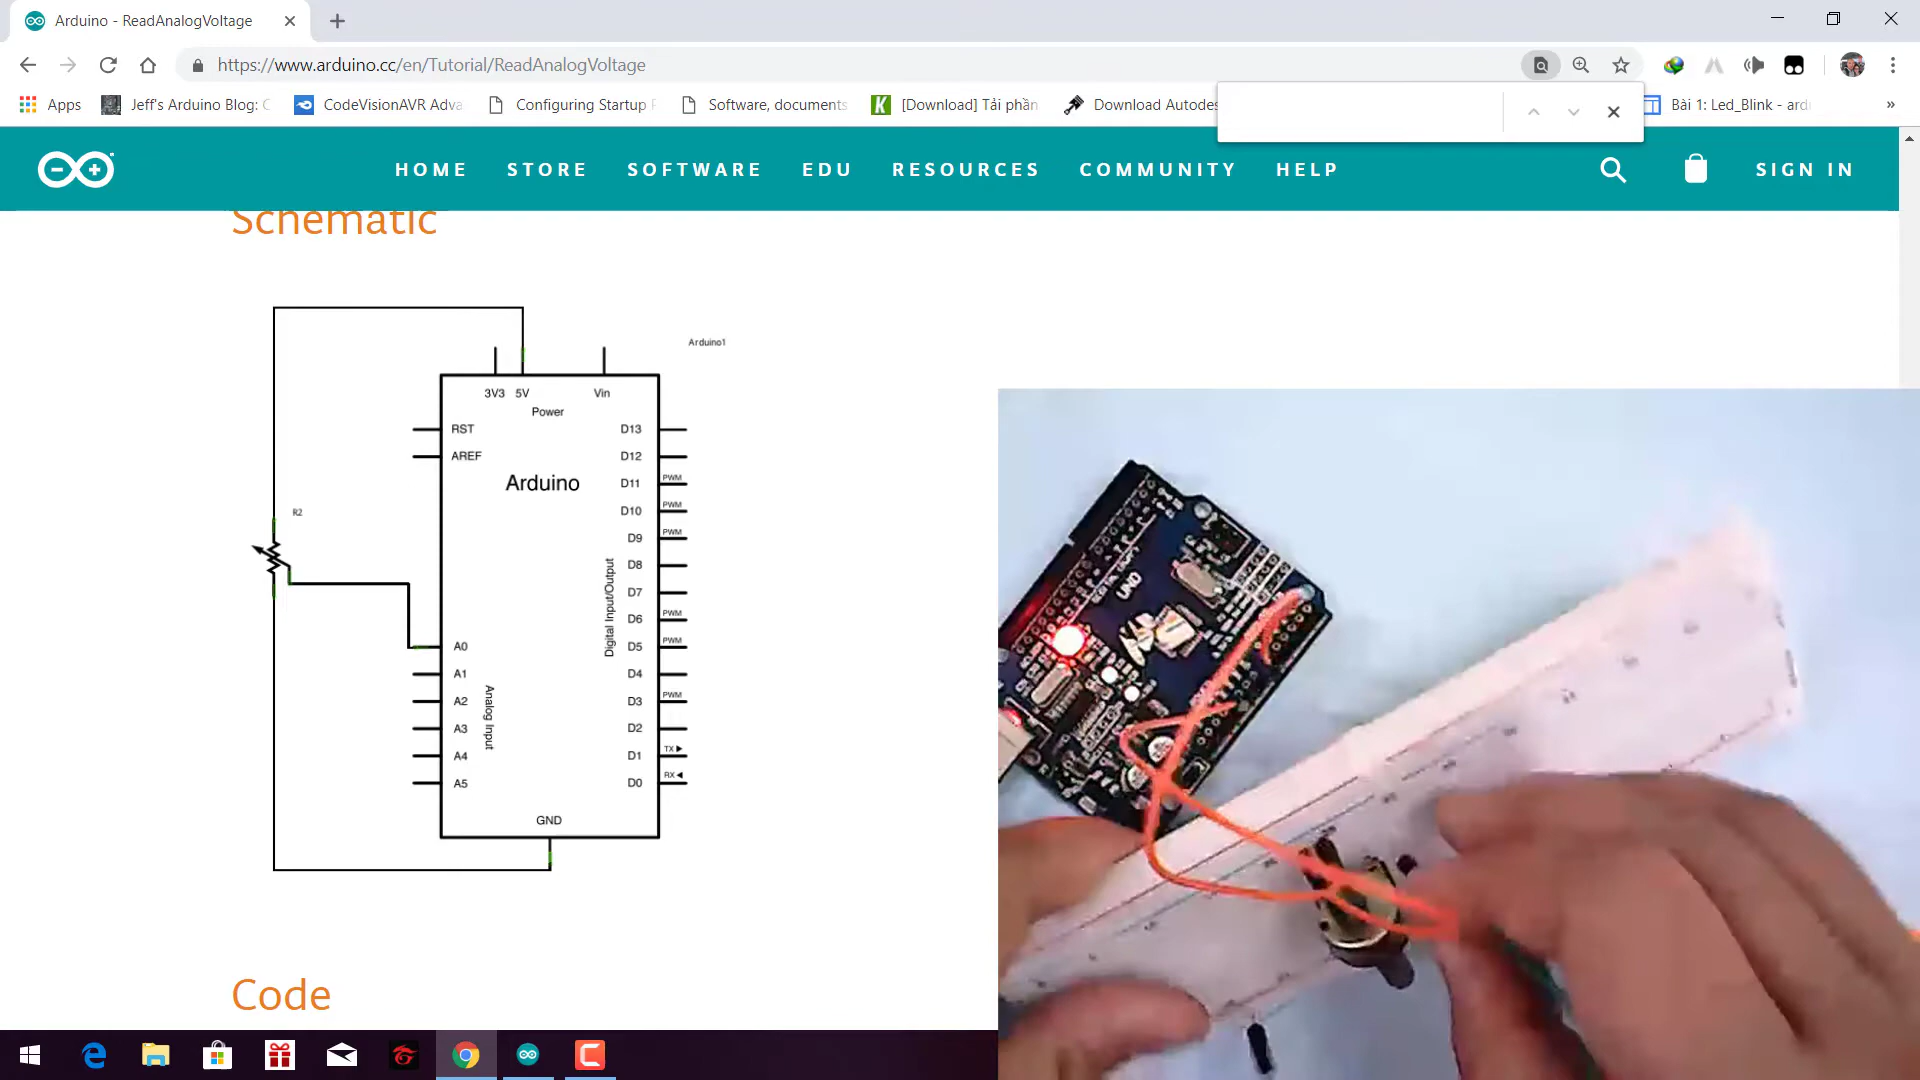 Arduino - ReadAnalogVoltage
https://www.arduino.cc/en/Tutorial/ReadAnalogVoltage
Apps
Jeff's Arduino Blog: C
CodeVisionAVR Adva
Configuring Startup
Software, documents
[Download] Tải phần
Download Autodes
Bài 1: Led_Blink - ard
»
HOME STORE SOFTWARE EDU RESOURCES COMMUNITY HELP SIGN IN
Schematic
Arduino1
3V3 5V Vin
Power
RST D13
AREF D12
Arduino
D11 PWM
D10 PWM
R2
D9 PWM
D8
D7
D6 PWM
A0 D5 PWM
A1 D4
A2 D3 PWM
A3 D2
A4 D1 TX
A5 D0 RX
Analog Input
Digital Input/Output
GND
UNO
Code